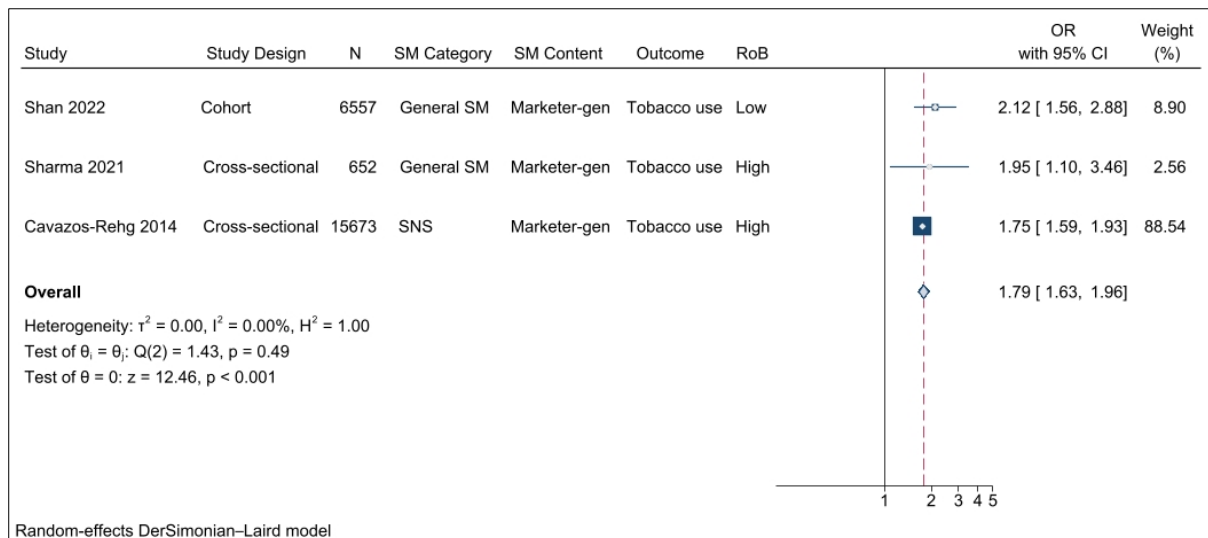 Study Study Design N SM Category SM Content Outcome RoB OR with 95% CI Weight (%)
Shan 2022 Cohort 6557 General SM Marketer-gen Tobacco use Low 2.12 [ 1.56, 2.88] 8.90
Sharma 2021 Cross-sectional 652 General SM Marketer-gen Tobacco use High 1.95 [ 1.10, 3.46] 2.56
Cavazos-Rehg 2014 Cross-sectional 15673 SNS Marketer-gen Tobacco use High 1.75 [ 1.59, 1.93] 88.54
Overall 1.79 [ 1.63, 1.96]
Heterogeneity: τ² = 0.00, I² = 0.00%, H² = 1.00
Test of θᵢ = θⱼ: Q(2) = 1.43, p = 0.49
Test of θ = 0: z = 12.46, p < 0.001
1 2 3 4 5
Random-effects DerSimonian–Laird model